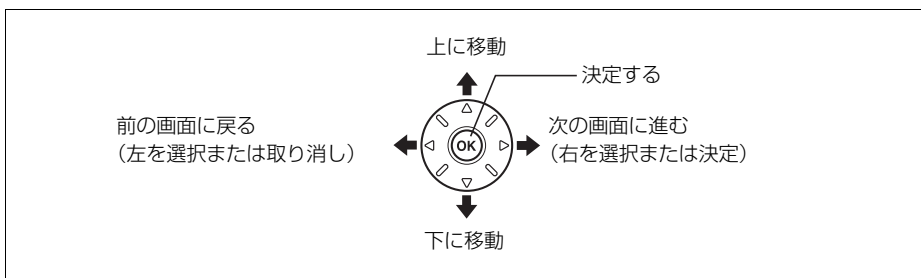 上に移動
決定する
前の画面に戻る
（左を選択または取り消し）
OK
次の画面に進む
（右を選択または決定）
下に移動